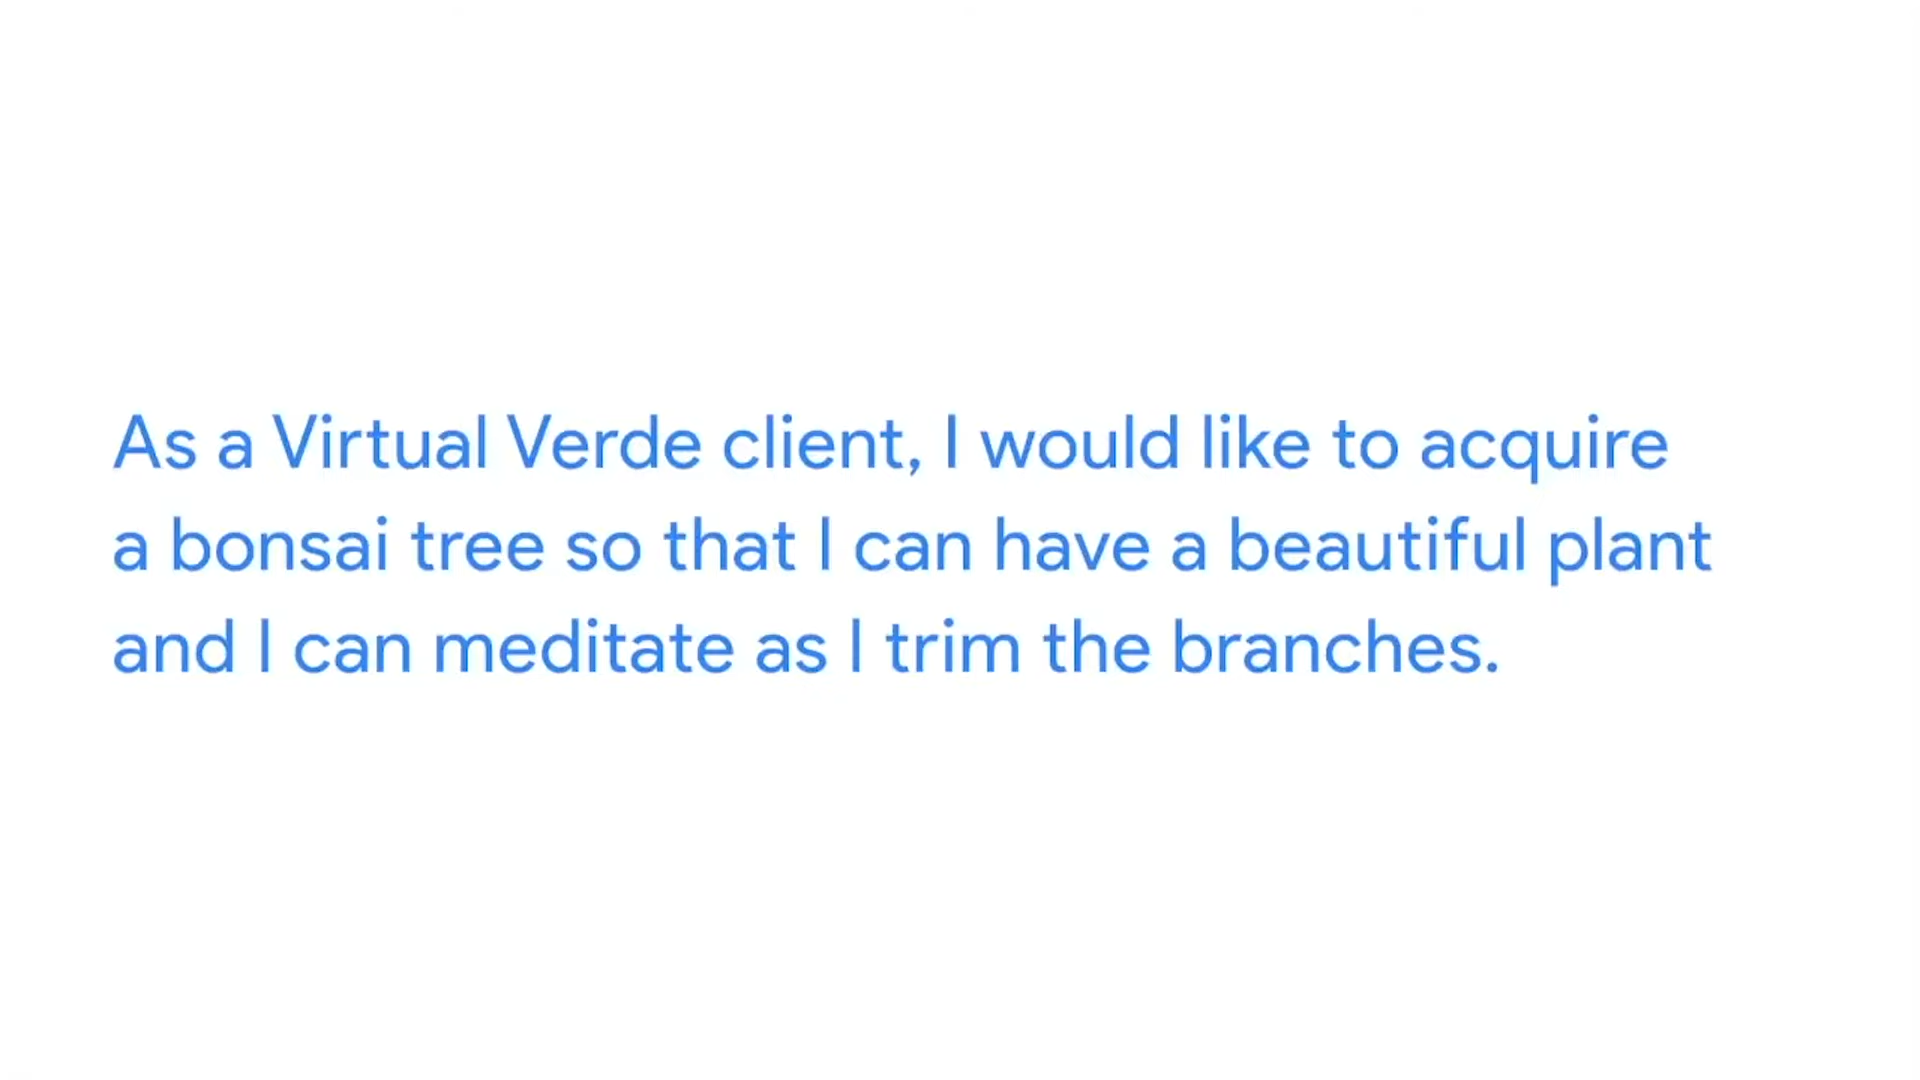 As a Virtual Verde client, I would like to acquire
a bonsai tree so that I can have a beautiful plant
and I can meditate as I trim the branches.